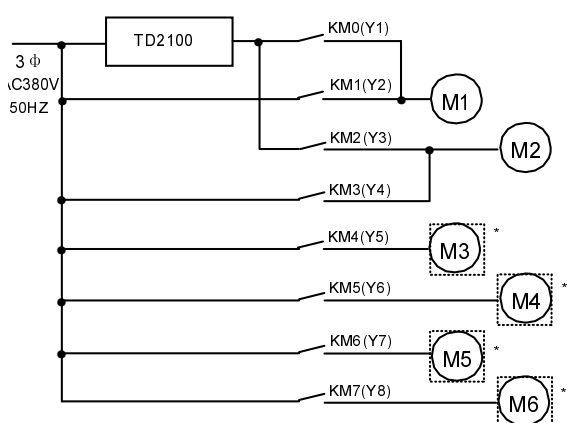 TD2100
KM0(Y1)
3 Φ
AC380V
50HZ
KM1(Y2)
M1
KM2(Y3)
M2
KM3(Y4)
KM4(Y5)
M3 *
KM5(Y6)
M4 *
KM6(Y7)
M5 *
KM7(Y8)
M6 *